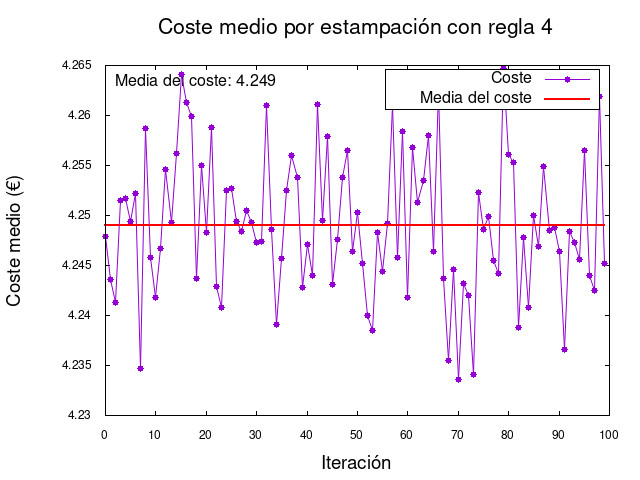 Coste medio por estampación con regla 4
Coste medio (€)
4.265
4.26
4.255
4.25
4.245
4.24
4.235
4.23
Media del coste: 4.249
Coste
Media del coste
0 10 20 30 40 50 60 70 80 90 100
Iteración